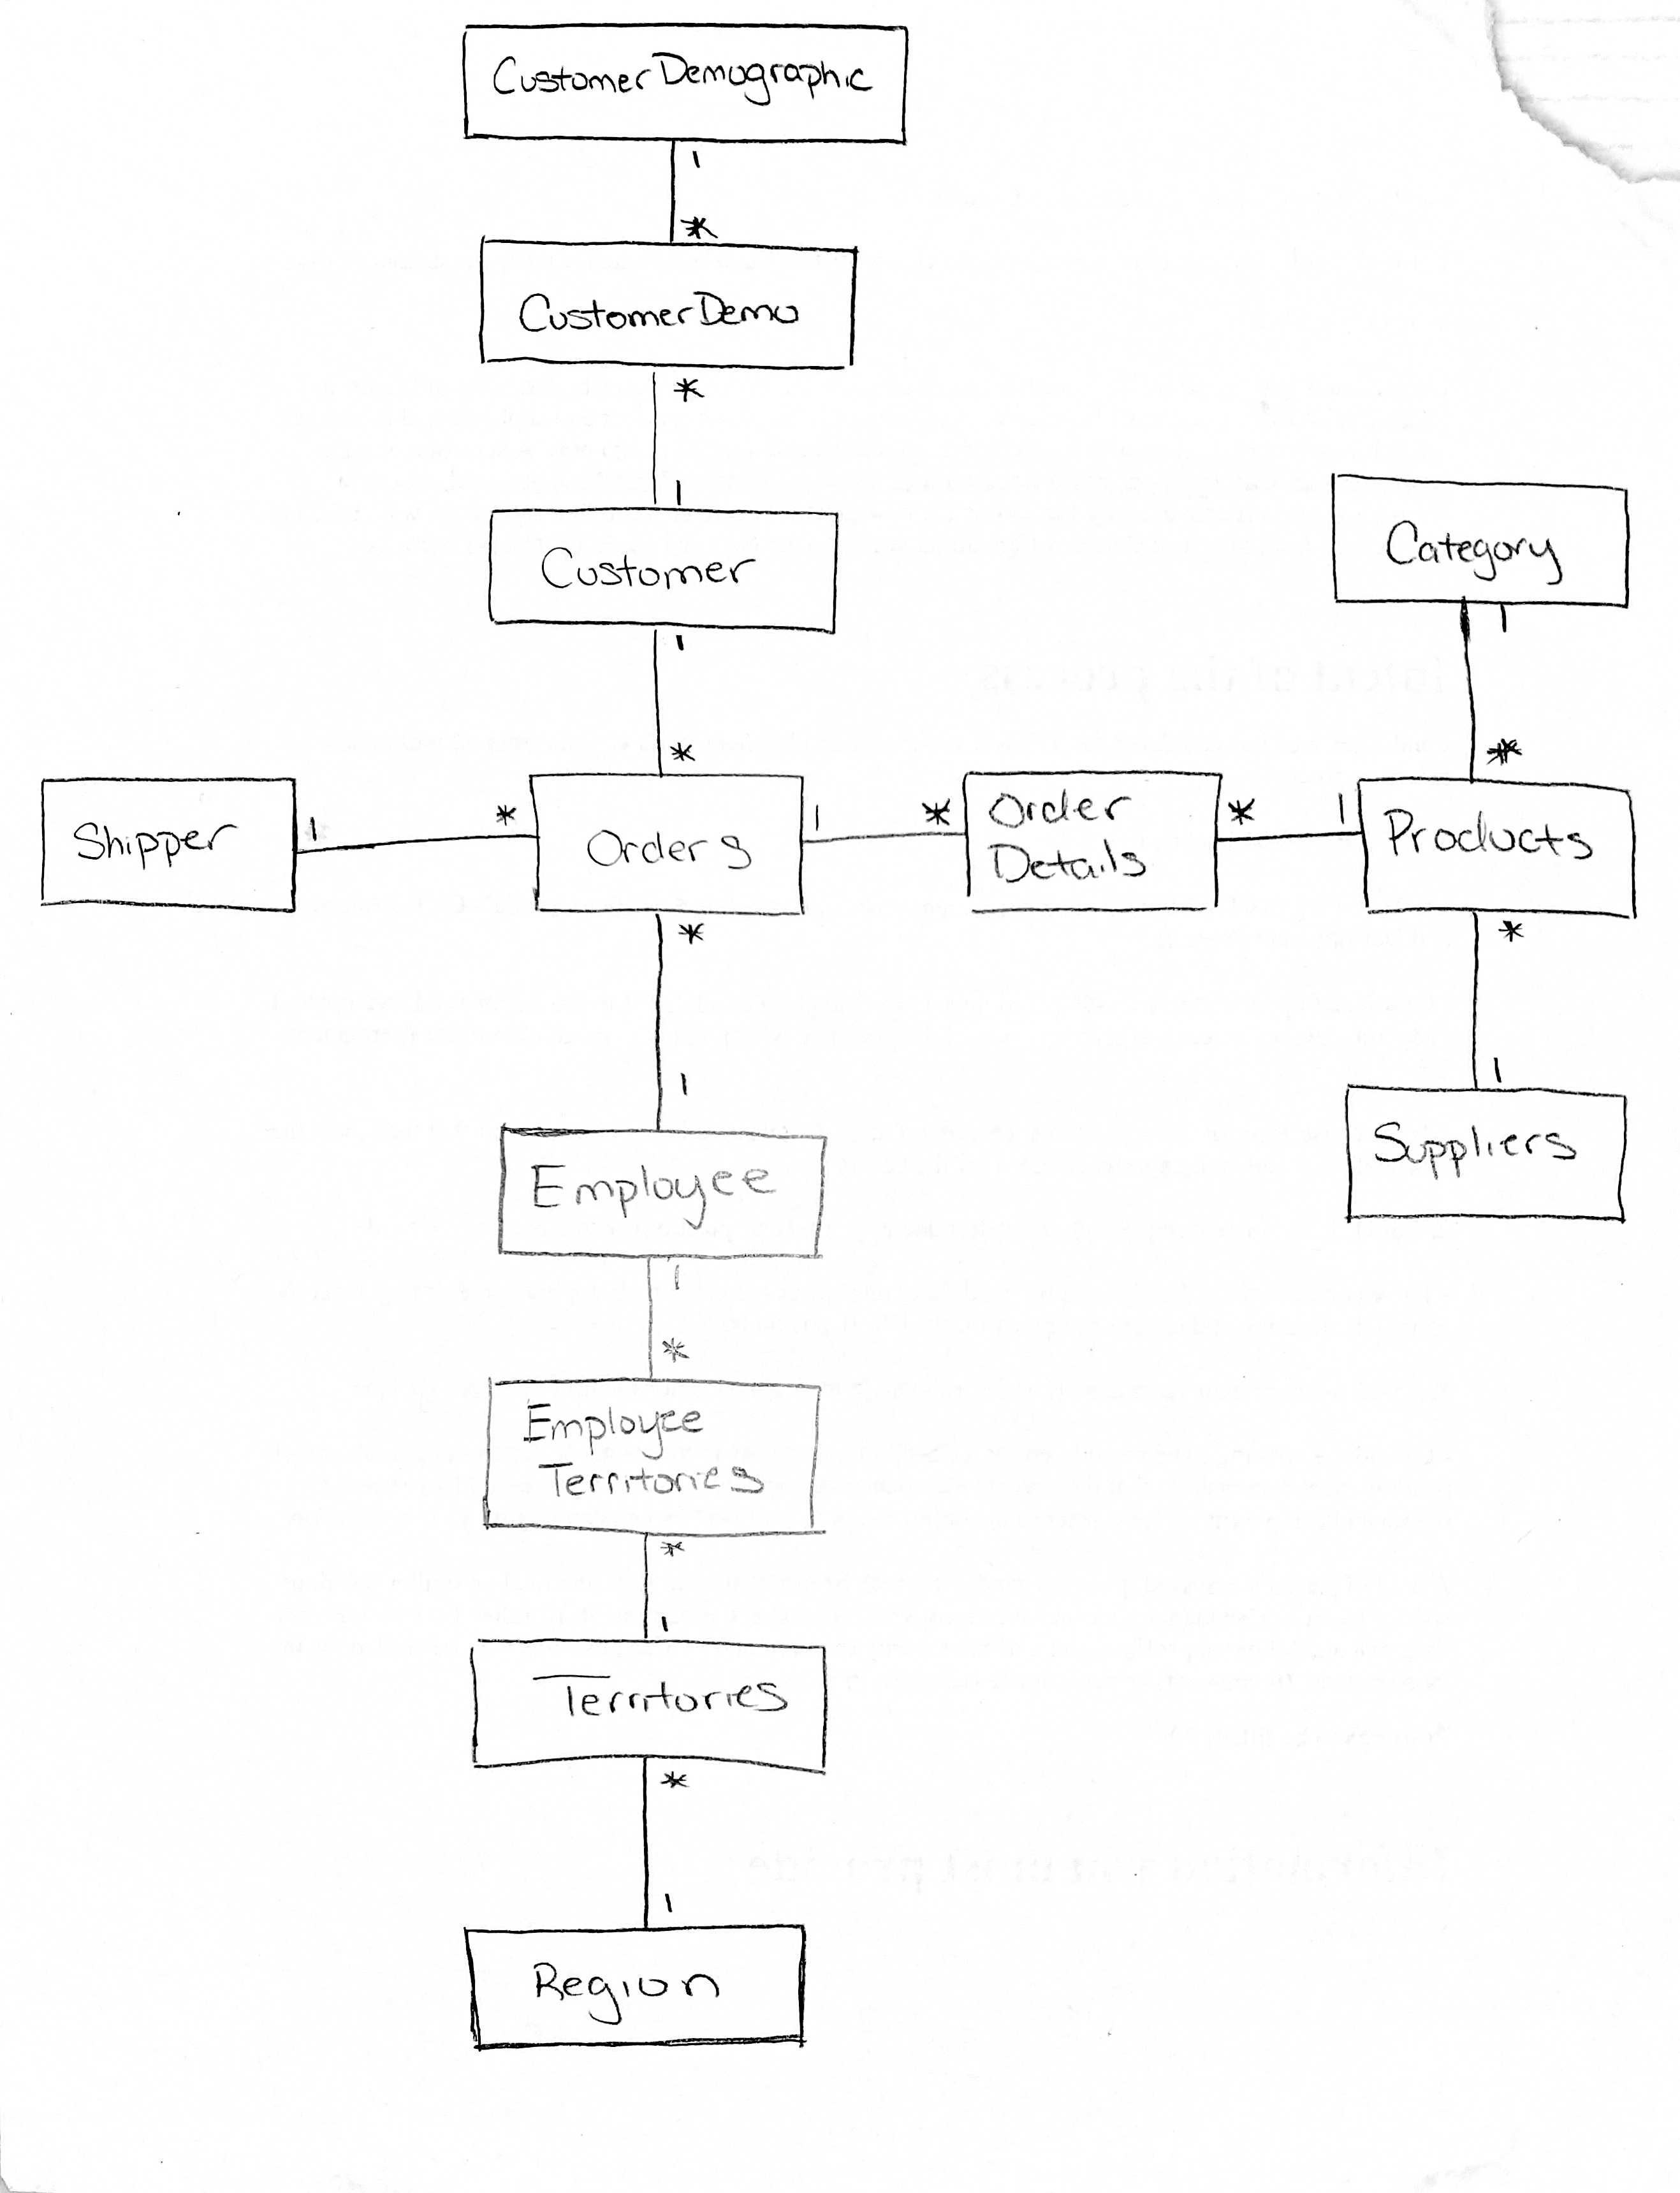 CustomerDemographic
1
*
CustomerDemo
*
1
Customer
1
*
Category
1
*
Shipper
1
*
Orders
1
*
Order
Details
*
1
Products
*
1
Employee
*
1
Suppliers
1
*
Employee
Territories
*
1
Territories
*
1
Region